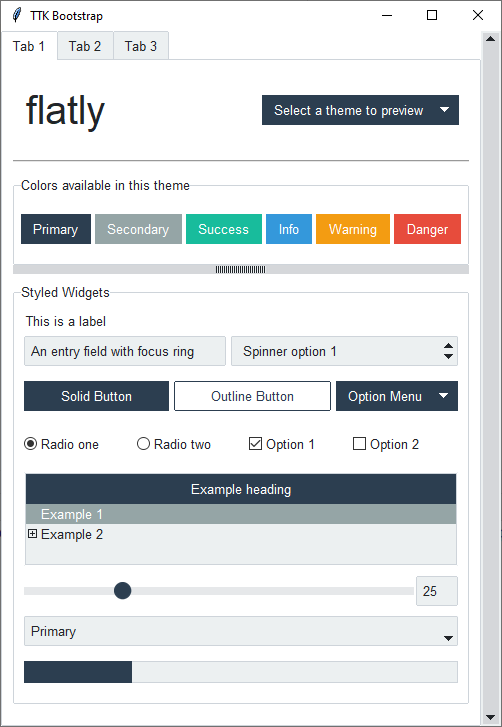 TTK Bootstrap
Tab 1 Tab 2 Tab 3
flatly Select a theme to preview
Colors available in this theme
Primary Secondary Success Info Warning Danger
Styled Widgets
This is a label
An entry field with focus ring Spinner option 1
Solid Button Outline Button Option Menu
Radio one Radio two Option 1 Option 2
Example heading
Example 1
Example 2
25
Primary